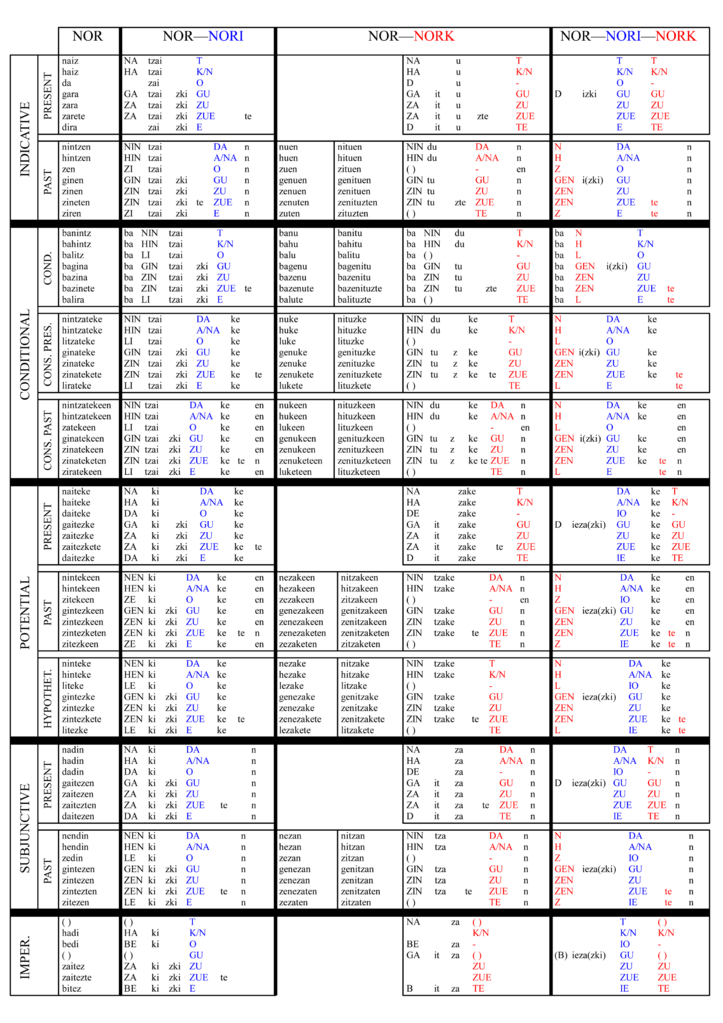 NOR NOR—NORI NOR—NORK NOR—NORI—NORK
INDICATIVE
PRESENT
naiz NA tzai T NA u T T T
haiz HA tzai K/N HA u K/N K/N K/N
da zai O D u - O -
gara GA tzai zki GU GA it u GU D izki GU GU
zara ZA tzai zki ZU ZA it u ZU ZU ZU
zarete ZA tzai zki ZUE te ZA it u zte ZUE ZUE ZUE
dira zai zki E D it u TE E TE
PAST
nintzen NIN tzai DA n nuen nituen NIN du DA n N DA n
hintzen HIN tzai A/NA n huen hituen HIN du A/NA n H A/NA n
zen ZI tzai O n zuen zituen ( ) - en Z O n
ginen GIN tzai zki GU n genuen genituen GIN tu GU n GEN i(zki) GU n
zinen ZIN tzai zki ZU n zenuen zenituen ZIN tu ZU n ZEN ZU n
zineten ZIN tzai zki te ZUE n zenuten zenituzten ZIN tu zte ZUE n ZEN ZUE te n
ziren ZI tzai zki E n zuten zituzten ( ) TE n Z E te n
CONDITIONAL
COND.
banintz ba NIN tzai T banu banitu ba NIN du T ba N T
bahintz ba HIN tzai K/N bahu bahitu ba HIN du K/N ba H K/N
balitz ba LI tzai O balu balitu ba ( ) - ba L O
bagina ba GIN tzai zki GU bagenu bagenitu ba GIN tu GU ba GEN i(zki) GU
bazina ba ZIN tzai zki ZU bazenu bazenitu ba ZIN tu ZU ba ZEN ZU
bazinete ba ZIN tzai zki ZUE te bazenute bazenituzte ba ZIN tu zte ZUE ba ZEN ZUE te
balira ba LI tzai zki E balute balituzte ba ( ) TE ba L E te
CONS. PRES.
nintzateke NIN tzai DA ke nuke nituzke NIN du ke T N DA ke
hintzateke HIN tzai A/NA ke huke hituzke HIN du ke K/N H A/NA ke
litzateke LI tzai O ke luke lituzke ( ) - L O
ginateke GIN tzai zki GU ke genuke genituzke GIN tu z ke GU GEN i(zki) GU ke
zinateke ZIN tzai zki ZU ke zenuke zenituzke ZIN tu z ke ZU ZEN ZU ke
zinatekete ZIN tzai zki ZUE ke te zenukete zenituzkete ZIN tu z ke te ZUE ZEN ZUE ke te
lirateke LI tzai zki E ke lukete lituzkete ( ) TE L E te
CONS. PAST
nintzatekeen NIN tzai DA ke en nukeen nituzkeen NIN du ke DA n N DA ke en
hintzatekeen HIN tzai A/NA ke en hukeen hituzkeen HIN du ke A/NA n H A/NA ke en
zatekeen LI tzai O ke en lukeen lituzkeen ( ) - en L O en
ginatekeen GIN tzai zki GU ke en genukeen genituzkeen GIN tu z ke GU n GEN i(zki) GU ke en
zinatekeen ZIN tzai zki ZU ke en zenukeen zenituzkeen ZIN tu z ke ZU n ZEN ZU ke en
zinateketen ZIN tzai zki ZUE ke te n zenuketeen zenituzketeen ZIN tu z ke te ZUE n ZEN ZUE ke te n
ziratekeen LI tzai zki E ke en luketeen lituzketeen ( ) TE n L E te n
POTENTIAL
PRESENT
naiteke NA ki DA ke NA zake T DA ke T
haiteke HA ki A/NA ke HA zake K/N A/NA ke K/N
daiteke DA ki O ke DE zake - IO ke -
gaitezke GA ki zki GU ke GA it zake GU D ieza(zki) GU ke GU
zaitezke ZA ki zki ZU ke ZA it zake ZU ZU ke ZU
zaitezkete ZA ki zki ZUE ke te ZA it zake te ZUE ZUE ke ZUE
daitezke DA ki zki E ke D it zake TE IE ke TE
PAST
nintekeen NEN ki DA ke en nezakeen nitzakeen NIN tzake DA n N DA ke en
hintekeen HEN ki A/NA ke en hezakeen hitzakeen HIN tzake A/NA n H A/NA ke en
zitekeen ZE ki O ke en zezakeen zitzakeen ( ) - en Z IO ke en
gintezkeen GEN ki zki GU ke en genezakeen genitzakeen GIN tzake GU n GEN ieza(zki) GU ke en
zintezkeen ZEN ki zki ZU ke en zenezakeen zenitzakeen ZIN tzake ZU n ZEN ZU ke en
zintezketen ZEN ki zki ZUE ke te n zenezaketen zenitzaketen ZIN tzake te ZUE n ZEN ZUE ke te n
zitezkeen ZE ki zki E ke en zezaketen zitzaketen ( ) TE n Z IE ke te n
HYPOTHET.
ninteke NEN ki DA ke nezake nitzake NIN tzake T N DA ke
hinteke HEN ki A/NA ke hezake hitzake HIN tzake K/N H A/NA ke
liteke LE ki O ke lezake litzake ( ) - L IO ke
gintezke GEN ki zki GU ke genezake genitzake GIN tzake GU GEN ieza(zki) GU ke
zintezke ZEN ki zki ZU ke zenezake zenitzake ZIN tzake ZU ZEN ZU ke
zintezkete ZEN ki zki ZUE ke te zenezakete zenitzakete ZIN tzake te ZUE ZEN ZUE ke te
litezke LE ki zki E ke lezakete litzakete ( ) TE L IE ke te
SUBJUNCTIVE
PRESENT
nadin NA ki DA n NA za DA n DA T n
hadin HA ki A/NA n HA za A/NA n A/NA K/N n
dadin DA ki O n DE za - n IO - n
gaitezen GA ki zki GU n GA it za GU n D ieza(zki) GU GU n
zaitezen ZA ki zki ZU n ZA it za ZU n ZU ZU n
zaitezten ZA ki zki ZUE te n ZA it za te ZUE n ZUE ZUE n
daitezen DA ki zki E n D it za TE n IE TE n
PAST
nendin NEN ki DA n nezan nitzan NIN tza DA n N DA n
hendin HEN ki A/NA n hezan hitzan HIN tza A/NA n H A/NA n
zedin LE ki O n zezan zitzan ( ) - n Z IO n
gintezen GEN ki zki GU n genezan genitzan GIN tza GU n GEN ieza(zki) GU n
zintezen ZEN ki zki ZU n zenezan zenitzan ZIN tza ZU n ZEN ZU n
zintezten ZEN ki zki ZUE te n zenezaten zenitzaten ZIN tza te ZUE n ZEN ZUE te n
zitezen LE ki zki E n zezaten zitzaten ( ) TE n Z IE te n
IMPER.
( ) ( ) T NA za ( ) T ( )
hadi HA ki K/N K/N K/N K/N
bedi BE ki O BE za - IO -
( ) ( ) GU GA it za ( ) (B) ieza(zki) GU ( )
zaitez ZA ki zki ZU ZU ZU ZU
zaitezte ZA ki zki ZUE te ZUE ZUE ZUE
bitez BE ki zki E B it za TE IE TE